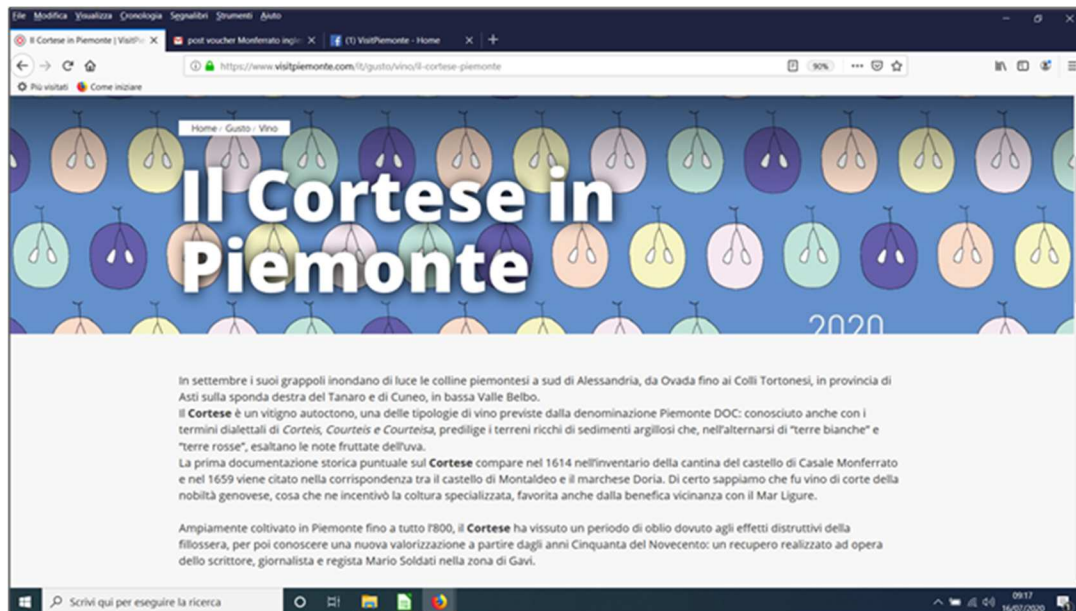 File Modifica Visualizza Cronologia Segnalibri Strumenti Aiuto
Il Cortese in Piemonte | VisitPie
post voucher Monferrato ingle
(1) VisitPiemonte - Home
https://www.visitpiemonte.com/it/gusto/vino/il-cortese-piemonte
90%
Più visitati Come iniziare
Home / Gusto / Vino
Il Cortese in
Piemonte
2020
In settembre i suoi grappoli inondano di luce le colline piemontesi a sud di Alessandria, da Ovada fino ai Colli Tortonesi, in provincia di
Asti sulla sponda destra del Tanaro e di Cuneo, in bassa Valle Belbo.
Il Cortese è un vitigno autoctono, una delle tipologie di vino previste dalla denominazione Piemonte DOC: conosciuto anche con i
termini dialettali di Corteis, Courteis e Courteisa, predilige i terreni ricchi di sedimenti argillosi che, nell'alternarsi di "terre bianche" e
"terre rosse", esaltano le note fruttate dell'uva.
La prima documentazione storica puntuale sul Cortese compare nel 1614 nell'inventario della cantina del castello di Casale Monferrato
e nel 1659 viene citato nella corrispondenza tra il castello di Montaldeo e il marchese Doria. Di certo sappiamo che fu vino di corte della
nobiltà genovese, cosa che ne incentivò la coltura specializzata, favorita anche dalla benefica vicinanza con il Mar Ligure.
Ampiamente coltivato in Piemonte fino a tutto l'800, il Cortese ha vissuto un periodo di oblio dovuto agli effetti distruttivi della
fillossera, per poi conoscere una nuova valorizzazione a partire dagli anni Cinquanta del Novecento: un recupero realizzato ad opera
dello scrittore, giornalista e regista Mario Soldati nella zona di Gavi.
Scrivi qui per eseguire la ricerca
09:17
16/07/2020